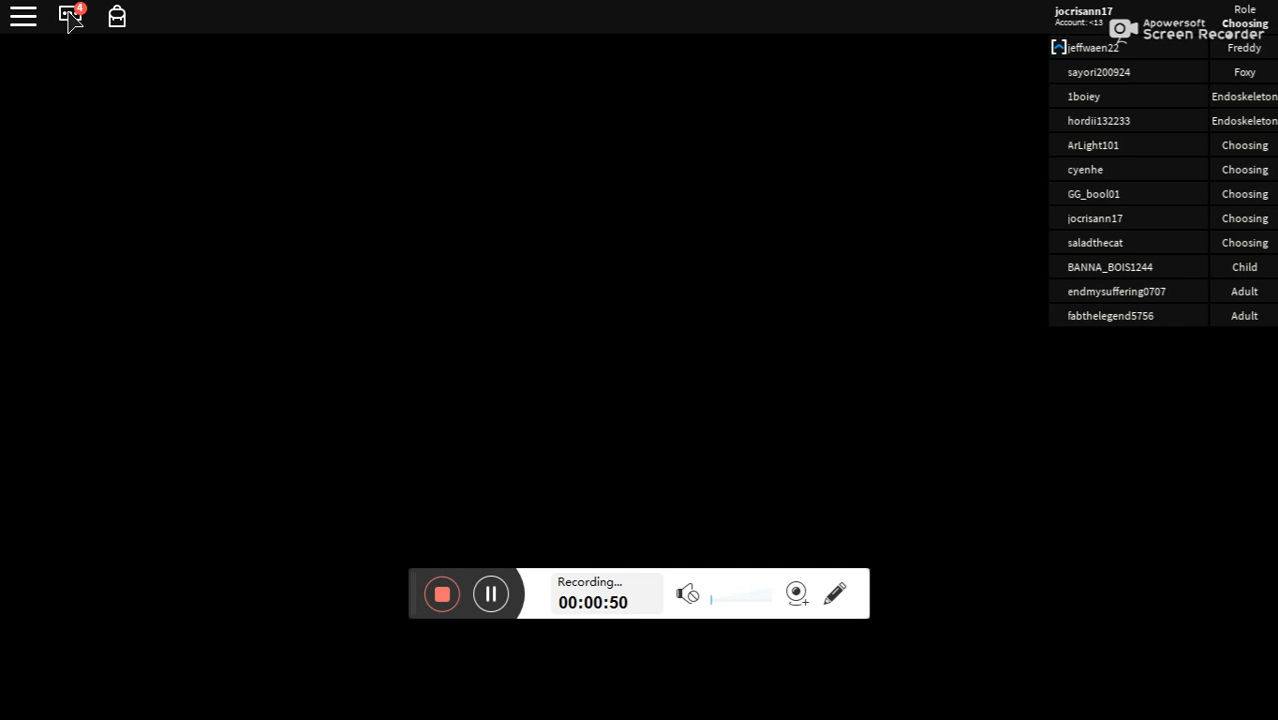 4
jocrisann17 Role
Account: <13 Choosing
Apowersoft
Screen Recorder
jeffwaen22 Freddy
sayori200924 Foxy
1boiey Endoskeleton
hordii132233 Endoskeleton
ArLight101 Choosing
cyenhe Choosing
GG_bool01 Choosing
jocrisann17 Choosing
saladthecat Choosing
BANNA_BOIS1244 Child
endmysuffering0707 Adult
fabthelegend5756 Adult
Recording...
00:00:50